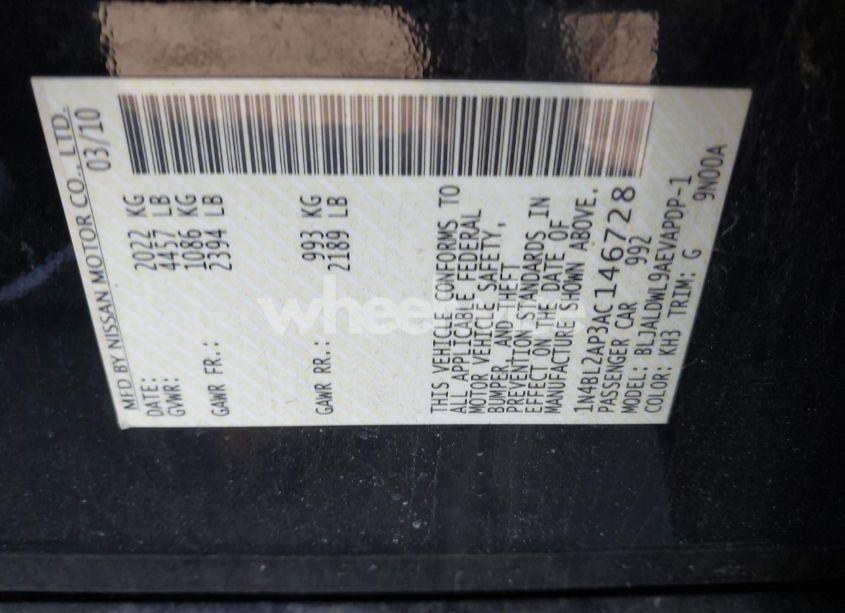 MFD BY NISSAN MOTOR CO., LTD.
DATE: 03/10
GVWR: 2022 KG
4457 LB
GAWR FR.: 1086 KG
2394 LB
GAWR RR.: 993 KG
2189 LB
THIS VEHICLE CONFORMS TO
ALL APPLICABLE FEDERAL
MOTOR VEHICLE SAFETY,
BUMPER, AND THEFT
PREVENTION STANDARDS IN
EFFECT ON THE DATE OF
MANUFACTURE SHOWN ABOVE.
1N4BL2AP3AC146728
PASSENGER CAR 992
MODEL: BLJALDWL9AEVAPDP-1
COLOR: KH3 TRIM: G 9N00A